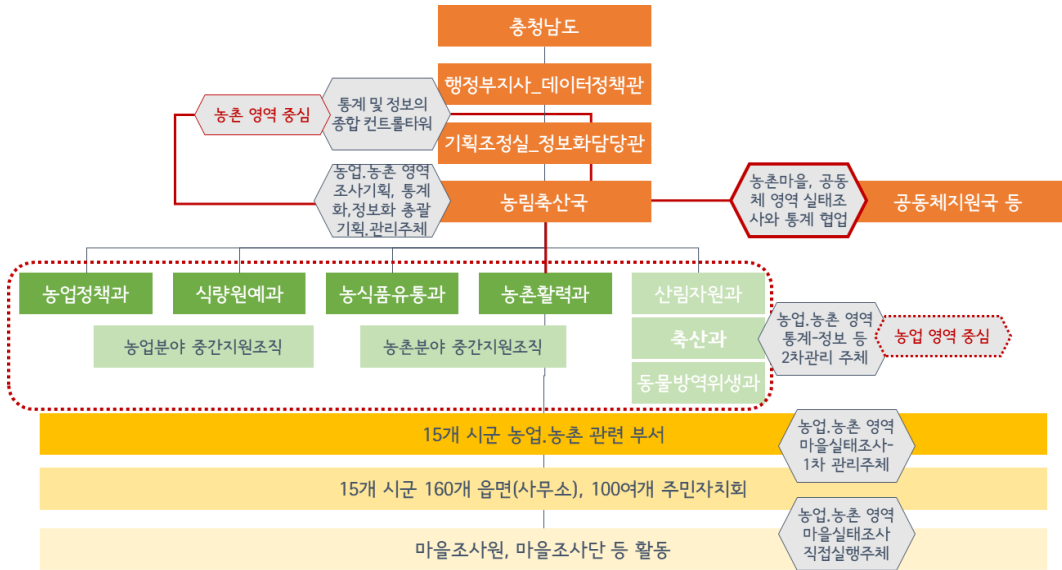 충청남도
행정부지사_데이터정책관
농촌 영역 중심
통계 및 정보의
종합 컨트롤타워
기획조정실_정보화담당관
농업.농촌 영역
조사기획, 통계
화,정보화 총괄
기획.관리주체
농림축산국
농촌마을, 공동
체 영역 실태조
사와 통계 협업
공동체지원국 등
농업정책과
식량원예과
농식품유통과
농촌활력과
산림자원과
농업분야 중간지원조직
농촌분야 중간지원조직
축산과
동물방역위생과
농업.농촌 영역
통계-정보 등
2차관리 주체
농업 영역 중심
15개 시군 농업.농촌 관련 부서
농업.농촌 영역
마을실태조사-
1차 관리주체
15개 시군 160개 읍면(사무소), 100여개 주민자치회
마을조사원, 마을조사단 등 활동
농업.농촌 영역
마을실태조사
직접실행주체